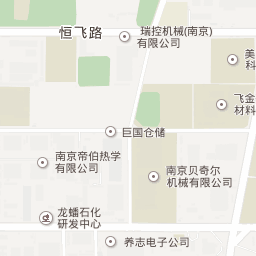 恒飞路
瑞控机械(南京)
有限公司
美
科
飞金
材料
巨国仓储
南京帝伯热学
有限公司
南京贝奇尔
机械有限公司
龙蟠石化
研发中心
养志电子公司